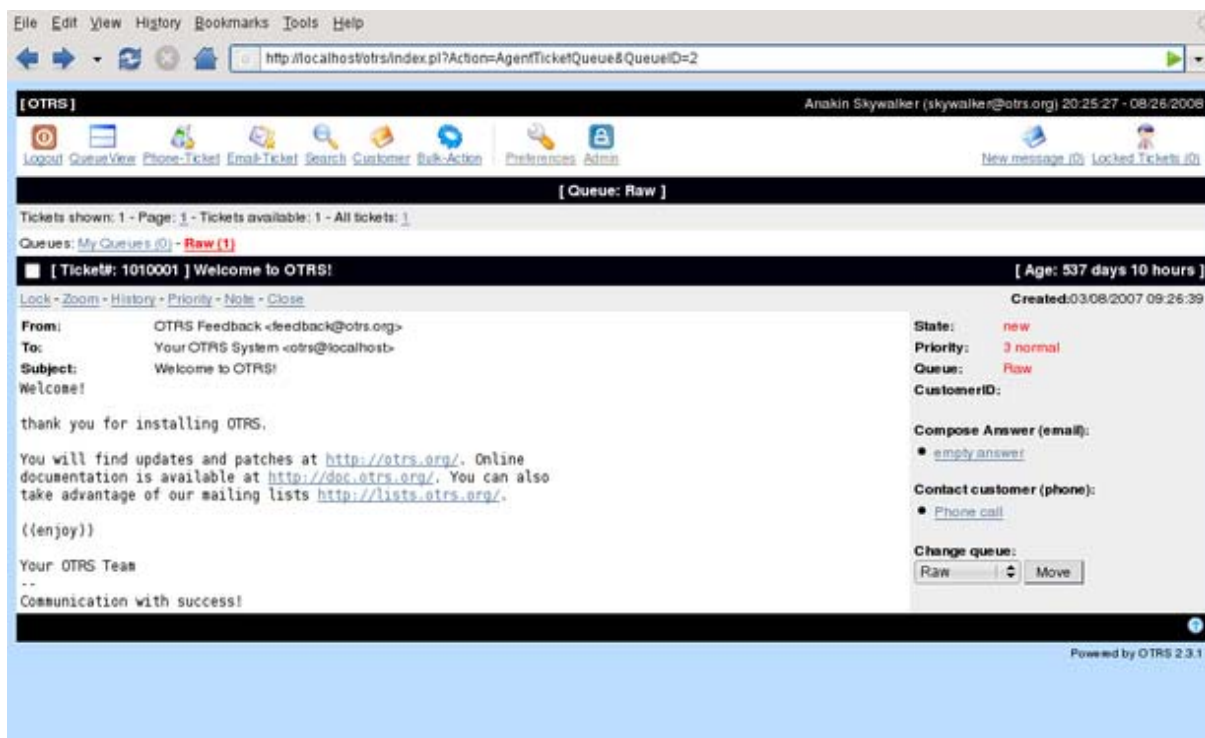 File Edit View History Bookmarks Tools Help
http://localhost/otrs/index.pl?Action=AgentTicketQueue&QueueID=2
[ OTRS ] Anakin Skywalker (skywalker@otrs.org) 20:25:27 - 08/26/2008
Logout QueueView Phone-Ticket Email-Ticket Search Customer Bulk-Action Preferences Admin New message (0) Locked Tickets (0)
[ Queue: Raw ]
Tickets shown: 1 - Page: 1 - Tickets available: 1 - All tickets: 1
Queues: My Queues (0) - Raw (1)
[ Ticket#: 1010001 ] Welcome to OTRS! [ Age: 537 days 10 hours ]
Lock - Zoom - History - Priority - Note - Close Created:03/08/2007 09:26:39
From: OTRS Feedback <feedback@otrs.org>
To: Your OTRS System <otrs@localhost>
Subject: Welcome to OTRS!
Welcome!
thank you for installing OTRS.
You will find updates and patches at http://otrs.org/. Online
documentation is available at http://doc.otrs.org/. You can also
take advantage of our mailing lists http://lists.otrs.org/.
((enjoy))
Your OTRS Team
--
Communication with success!
State: new
Priority: 3 normal
Queue: Raw
CustomerID:
Compose Answer (email):
empty answer
Contact customer (phone):
Phone call
Change queue:
Raw Move
Powered by OTRS 2.3.1